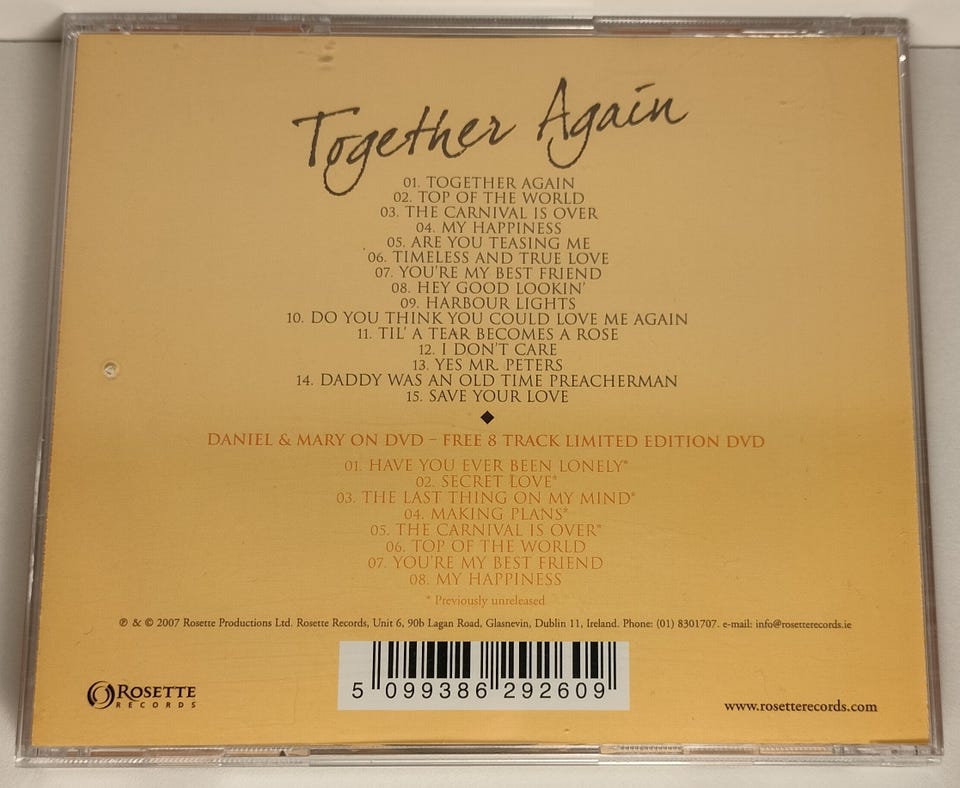 Together Again
01. TOGETHER AGAIN
02. TOP OF THE WORLD
03. THE CARNIVAL IS OVER
04. MY HAPPINESS
05. ARE YOU TEASING ME
06. TIMELESS AND TRUE LOVE
07. YOU'RE MY BEST FRIEND
08. HEY GOOD LOOKIN'
09. HARBOUR LIGHTS
10. DO YOU THINK YOU COULD LOVE ME AGAIN
11. TIL' A TEAR BECOMES A ROSE
12. I DON'T CARE
13. YES MR. PETERS
14. DADDY WAS AN OLD TIME PREACHERMAN
15. SAVE YOUR LOVE
DANIEL & MARY ON DVD – FREE 8 TRACK LIMITED EDITION DVD
01. HAVE YOU EVER BEEN LONELY*
02. SECRET LOVE*
03. THE LAST THING ON MY MIND*
04. MAKING PLANS*
05. THE CARNIVAL IS OVER*
06. TOP OF THE WORLD
07. YOU'RE MY BEST FRIEND
08. MY HAPPINESS
* Previously unreleased
℗ & © 2007 Rosette Productions Ltd. Rosette Records, Unit 6, 90b Lagan Road, Glasnevin, Dublin 11, Ireland. Phone: (01) 8301707. e-mail: info@rosetterecords.ie
ROSETTE
RECORDS
5 099386 292609
www.rosetterecords.com